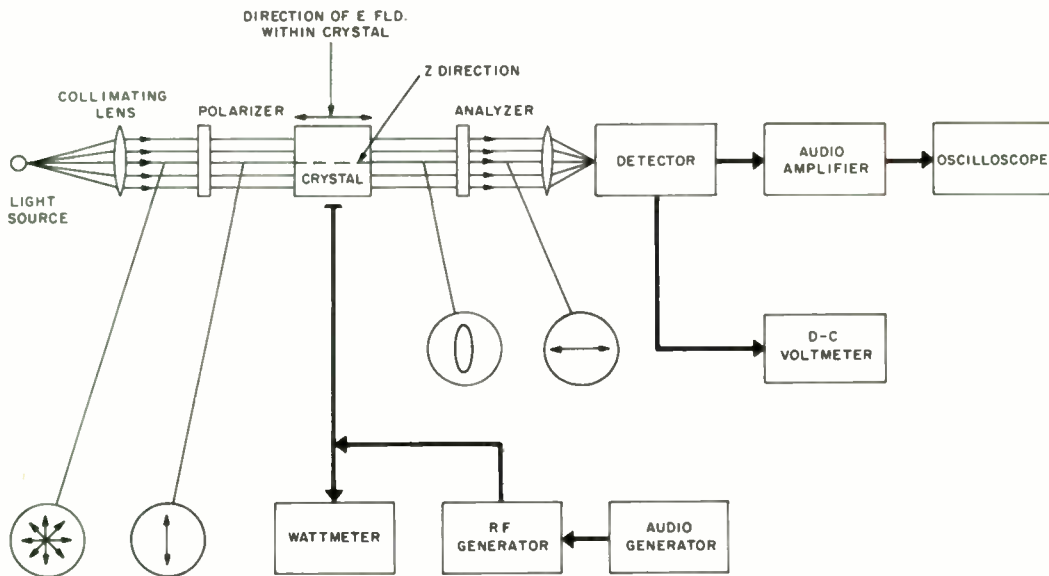 DIRECTION OF E FLD.
WITHIN CRYSTAL
Z DIRECTION
COLLIMATING
LENS
POLARIZER
ANALYZER
CRYSTAL
LIGHT
SOURCE
DETECTOR
AUDIO
AMPLIFIER
OSCILLOSCOPE
D-C
VOLTMETER
WATTMETER
RF
GENERATOR
AUDIO
GENERATOR